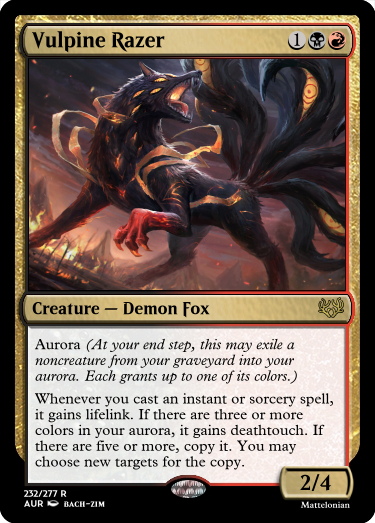 Vulpine Razer
1
Creature — Demon Fox
Aurora (At your end step, this may exile a
noncreature from your graveyard into your
aurora. Each grants up to one of its colors.)
Whenever you cast an instant or sorcery spell,
it gains lifelink. If there are three or more
colors in your aurora, it gains deathtouch. If
there are five or more, copy it. You may
choose new targets for the copy.
2/4
232/277 R
AUR BACH-ZIM
Mattelonian